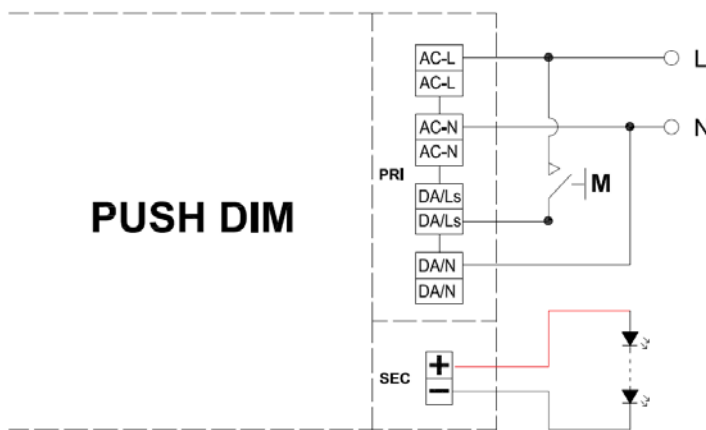 AC-L
L
AC-L
AC-N
N
AC-N
PRI
DA/Ls
M
PUSH DIM
DA/Ls
DA/N
DA/N
+
SEC
−